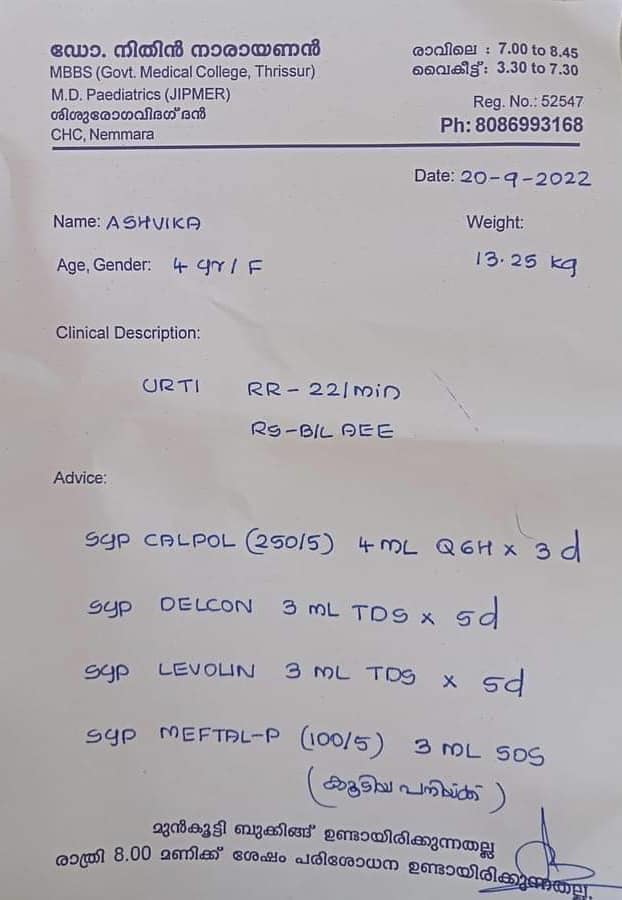 ഡോ. നിതിൻ നാരായണൻ
MBBS (Govt. Medical College, Thrissur)
M.D. Paediatrics (JIPMER)
ശിശുരോഗവിദഗ്ദൻ
CHC, Nemmara
രാവിലെ : 7.00 to 8.45
വൈകീട്ട് : 3.30 to 7.30
Reg. No.: 52547
Ph: 8086993168
Date: 20-9-2022
Name: ASHVIKA
Weight:
Age, Gender: 4 yr / F
13.25 kg
Clinical Description:
URTI RR - 22/min
RS - B/L AEE
Advice:
Syp CALPOL (250/5) 4 mL Q6H x 3 d
Syp DELCON 3 mL TDS x 5d
Syp LEVOLIN 3 mL TDS x 5d
Syp MEFTAL-P (100/5) 3 mL SOS
(കൂടിയ പനിയ്ക്ക്)
മുൻകൂട്ടി ബുക്കിങ്ങ് ഉണ്ടായിരിക്കുന്നതല്ല
രാത്രി 8.00 മണിക്ക് ശേഷം പരിശോധന ഉണ്ടായിരിക്കുന്നതല്ല.